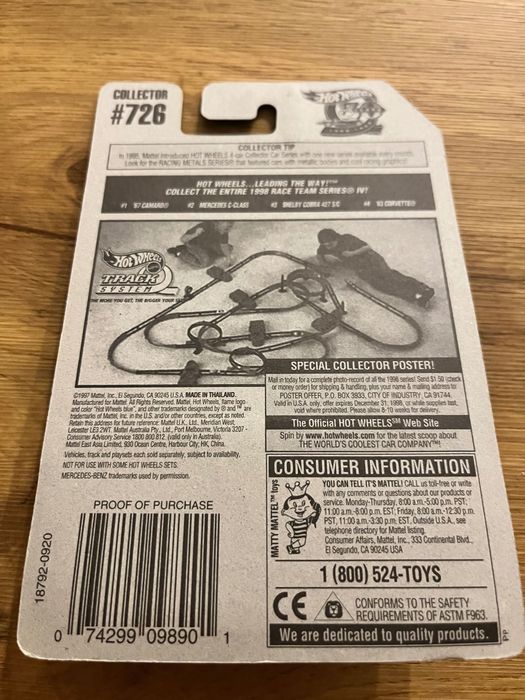 COLLECTOR
#726
Hot Wheels
COLLECTOR TIP
In 1995, Mattel introduced HOT WHEELS 4-car Collector Car Series with one new series available every month.
Look for the RACING METALS SERIES® that featured cars with metallic bodies and cool racing graphics!
HOT WHEELS...LEADING THE WAY!™
COLLECT THE ENTIRE 1998 RACE TEAM SERIES® IV!
#1 '67 CAMARO® #2 MERCEDES C-CLASS #3 SHELBY COBRA 427 S/C #4 '63 CORVETTE®
Hot Wheels
TRACK
SYSTEM
THE MORE YOU GET, THE BIGGER YOUR
SPECIAL COLLECTOR POSTER!
Mail in today for a complete photo-record of all the 1998 series! Send $1.50 (check
or money order) for shipping & handling, plus your name & mailing address to:
POSTER OFFER, P.O. BOX 3933, CITY OF INDUSTRY, CA 91744.
Valid in U.S.A. only, offer expires December 31, 1998, or while supplies last,
void where prohibited. Please allow 8-10 weeks for delivery.
The Official HOT WHEELS℠ Web Site
Spin by www.hotwheels.com for the latest scoop about
THE WORLD'S COOLEST CAR COMPANY™!
©1997 Mattel, Inc., El Segundo, CA 90245 U.S.A. MADE IN THAILAND.
Manufactured for Mattel. All Rights Reserved. Mattel, Hot Wheels, flame logo
and color "hot Wheels blue", and other trademarks designated by ® and ™ are
trademarks of Mattel, Inc. in the U.S. and/or other countries, except as noted.
Retain this address for future reference: Mattel U.K. Ltd., Meridian West,
Leicester LE3 2WT. Mattel Australia Pty., Ltd., Port Melbourne, Victoria 3207 -
Consumer Advisory Service 1800 800 812. (valid only in Australia).
Mattel East Asia Limited, 930 Ocean Centre, Harbour City, HK, China.
Vehicles, track and playsets each sold separately, subject to availability.
NOT FOR USE WITH SOME HOT WHEELS SETS.
MERCEDES-BENZ trademarks used by permission.
CONSUMER INFORMATION
MATTY MATTEL™ toys
YOU CAN TELL IT'S MATTEL! CALL us toll-free or write
with any comments or questions about our products or
service. Monday-Thursday, 8:00 a.m.-5:00 p.m. PST;
11:00 a.m.-8:00 p.m. EST; Friday, 8:00 a.m.-12:30 p.m.
PST, 11:00 a.m.-3:30 p.m. EST. Outside U.S.A., see
telephone directory for Mattel listing.
Consumer Affairs, Mattel, Inc., 333 Continental Blvd.,
El Segundo, CA 90245 USA
1 (800) 524-TOYS
CE
CONFORMS TO THE SAFETY
REQUIREMENTS OF ASTM F963.
We are dedicated to quality products.
PP
PROOF OF PURCHASE
18792-0920
0 74299 09890 1